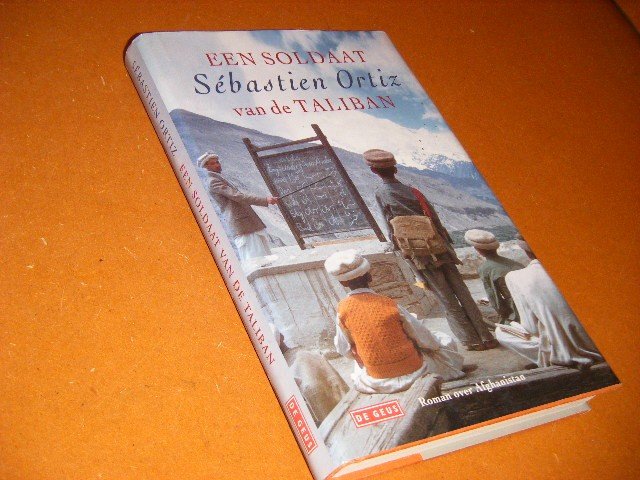 EEN SOLDAAT
Sébastien Ortiz
van de TALIBAN
Roman over Afghanistan
DE GEUS
SÉBASTIEN ORTIZ EEN SOLDAAT VAN DE TALIBAN
DE GEUS